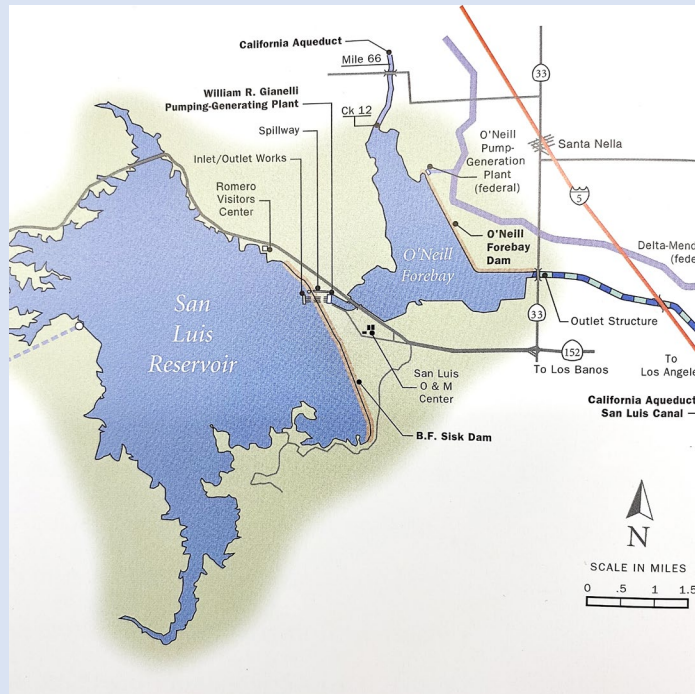 California Aqueduct
Mile 66
33
William R. Gianelli
Pumping-Generating Plant
Ck 12
Spillway
O'Neill
Pump-
Generation
Plant
(federal)
Santa Nella
Inlet/Outlet Works
Romero
Visitors
Center
5
O'Neill
Forebay
Dam
Delta-Mend
(fede
O'Neill
Forebay
San
Luis
Reservoir
33
Outlet Structure
152
To Los Banos
To
Los Angele
San Luis
O & M
Center
California Aqueduct
San Luis Canal
B.F. Sisk Dam
N
SCALE IN MILES
0 .5 1 1.5